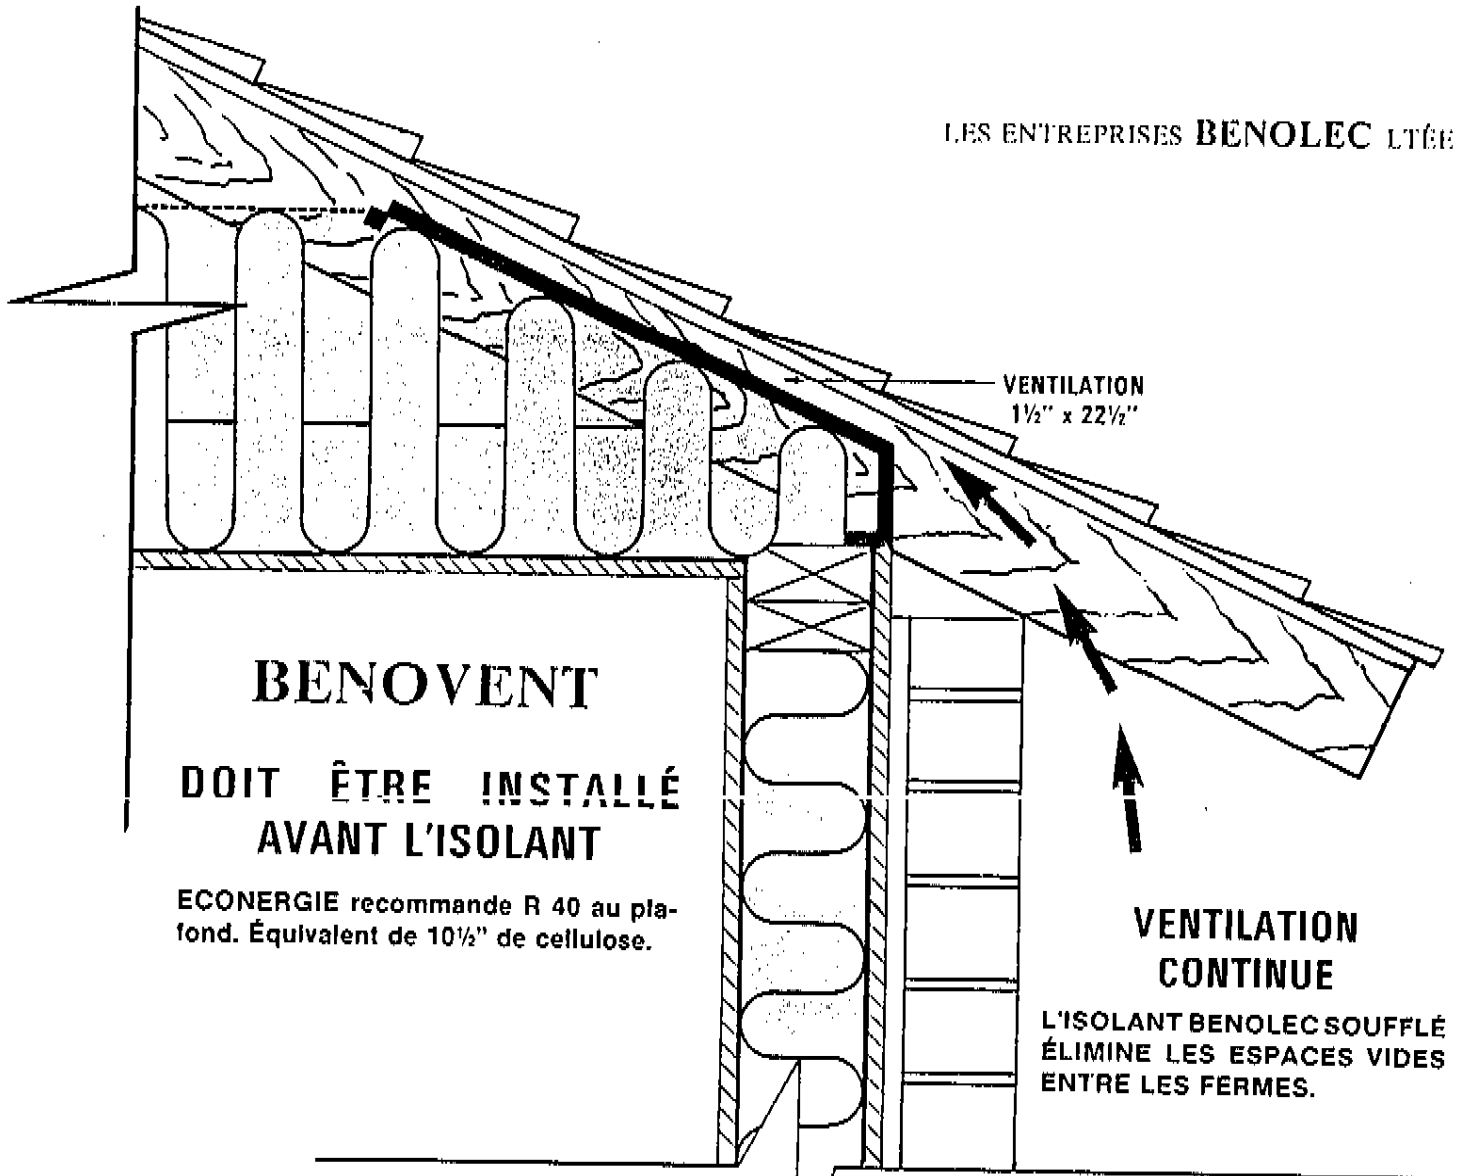 LES ENTREPRISES BENOLEC LTÉE
VENTILATION
1½" x 22½"
BENOVENT
DOIT ÊTRE INSTALLÉ
AVANT L'ISOLANT
ECONERGIE recommande R 40 au pla-
fond. Équivalent de 10½" de cellulose.
VENTILATION
CONTINUE
L'ISOLANT BENOLEC SOUFFLÉ
ÉLIMINE LES ESPACES VIDES
ENTRE LES FERMES.